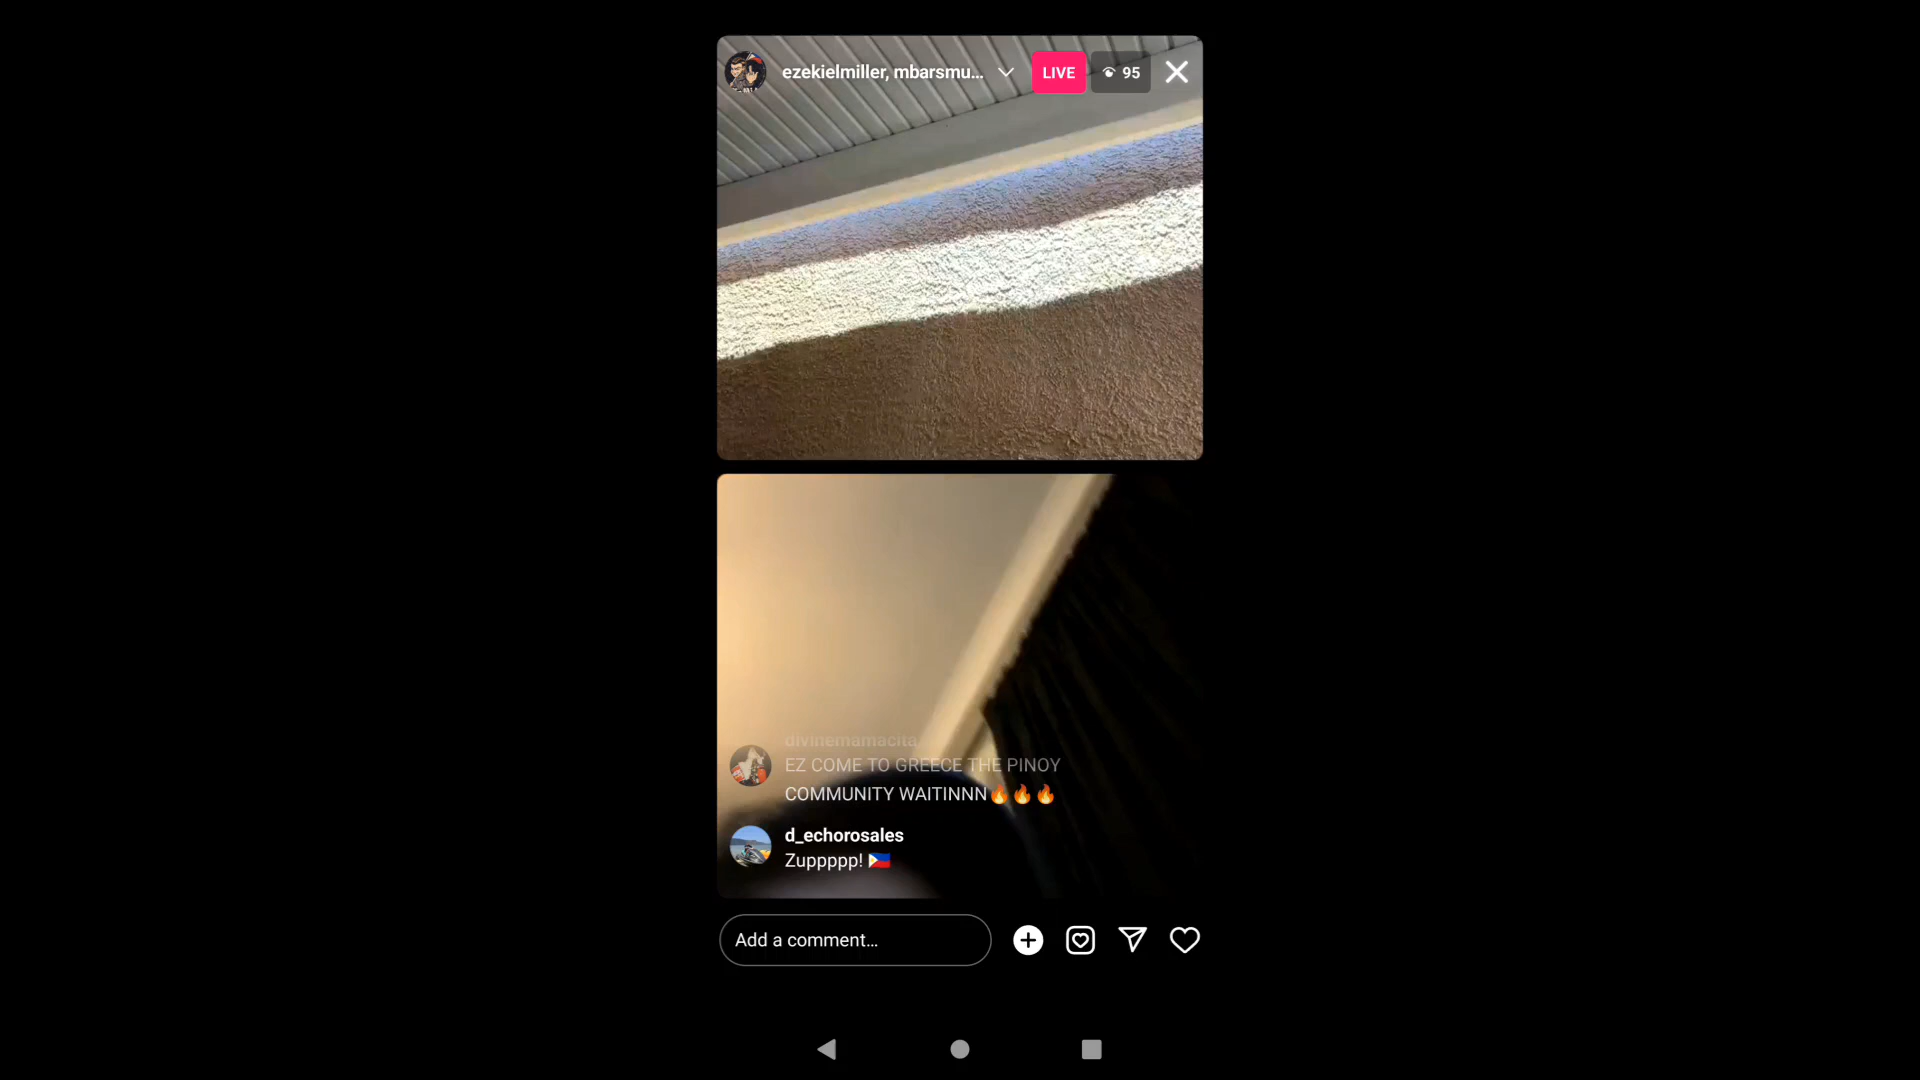 ezekielmiller, mbarsmu...
LIVE
95
divinemamacita
EZ COME TO GREECE THE PINOY
COMMUNITY WAITINNN🔥🔥🔥
d_echorosales
Zuppppp! 🇵🇭
Add a comment...